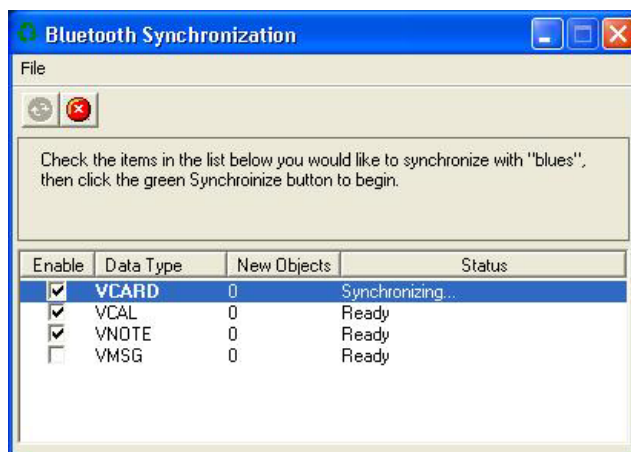 Bluetooth Synchronization
File
Check the items in the list below you would like to synchronize with "blues",
then click the green Synchroinize button to begin.
Enable Data Type New Objects Status
VCARD 0 Synchronizing...
VCAL 0 Ready
VNOTE 0 Ready
VMSG 0 Ready